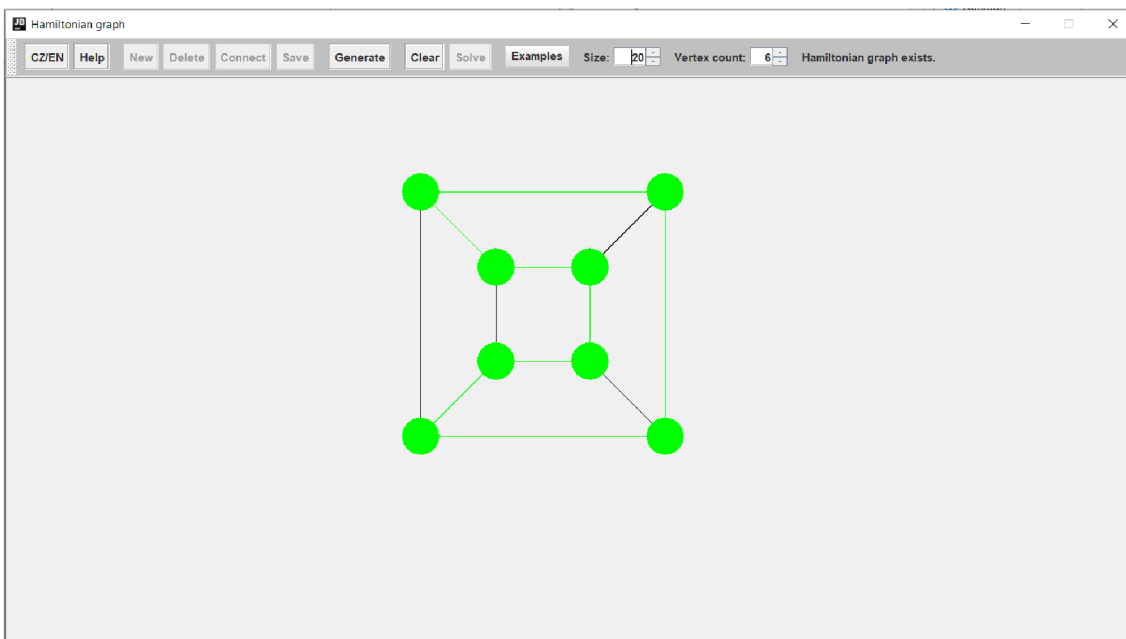 JB Hamiltonian graph
CZ/EN Help New Delete Connect Save Generate Clear Solve Examples Size: 20 Vertex count: 6 Hamiltonian graph exists.